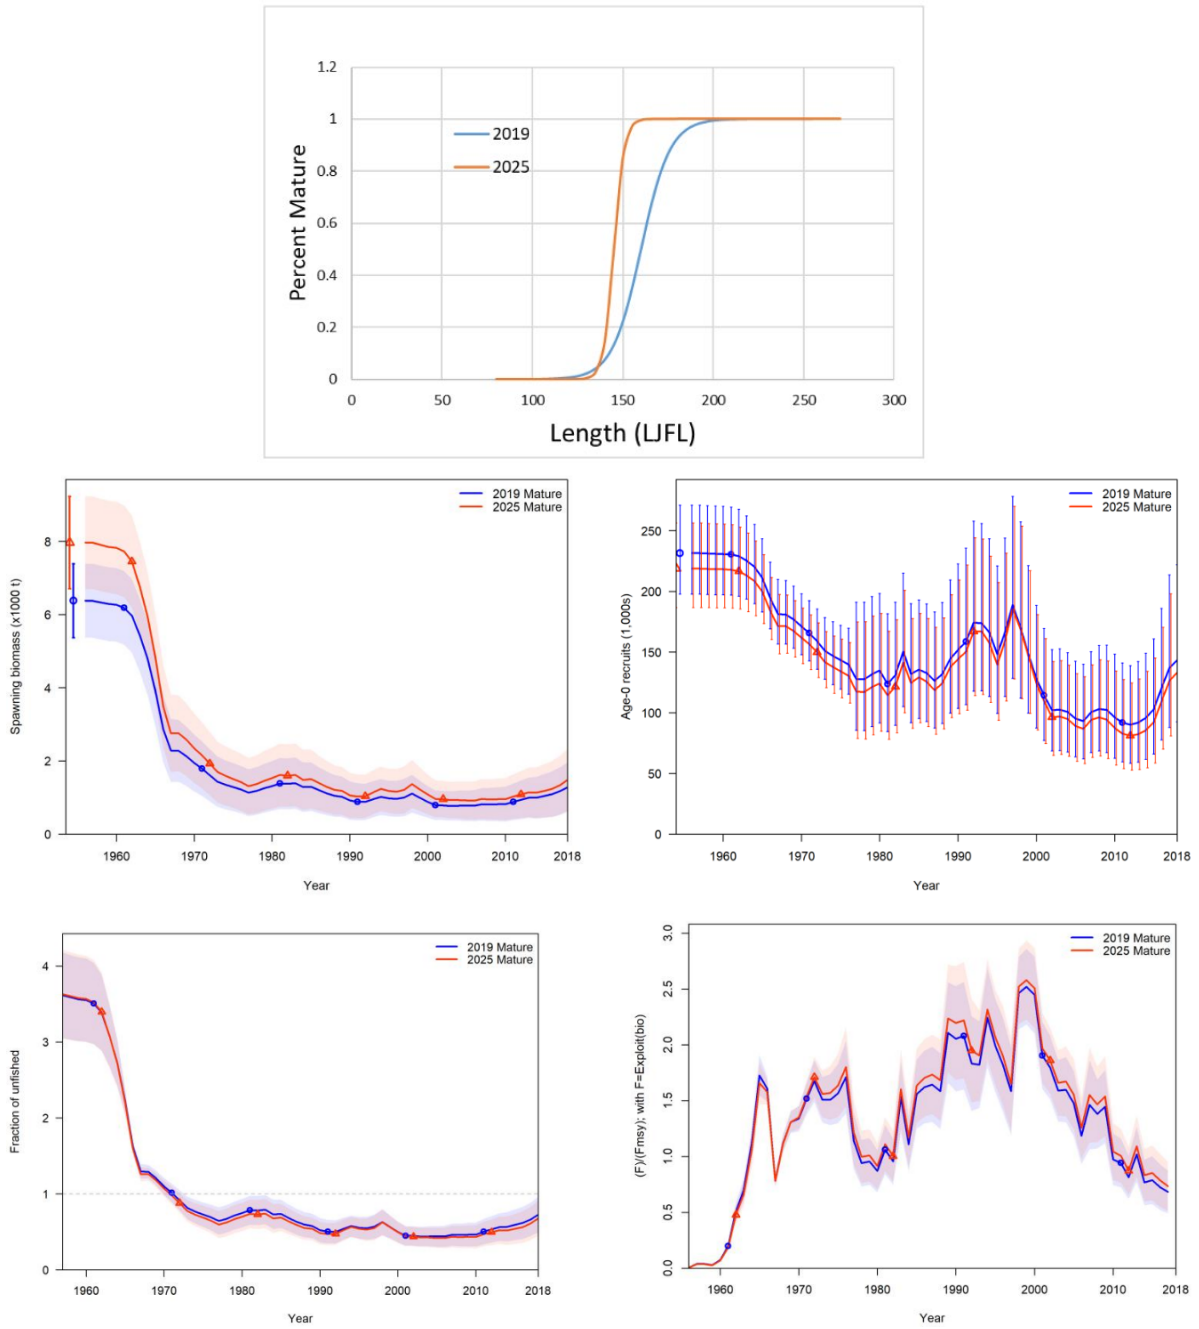 1.2
1
0.8
0.6
0.4
0.2
0
2019
2025
Percent Mature
0 50 100 150 200 250 300
Length (LJFL)
2019 Mature
2025 Mature
Spawning biomass (x1000 t)
8
6
4
2
0
1960 1970 1980 1990 2000 2010 2018
Year
2019 Mature
2025 Mature
Age-0 recruits (1,000s)
250
200
150
100
50
0
1960 1970 1980 1990 2000 2010 2018
Year
2019 Mature
2025 Mature
Fraction of unfished
4
3
2
1
0
1960 1970 1980 1990 2000 2010 2018
Year
2019 Mature
2025 Mature
(F)/(Fmsy); with F=Exploit(bio)
3.0
2.5
2.0
1.5
1.0
0.5
0.0
1960 1970 1980 1990 2000 2010 2018
Year